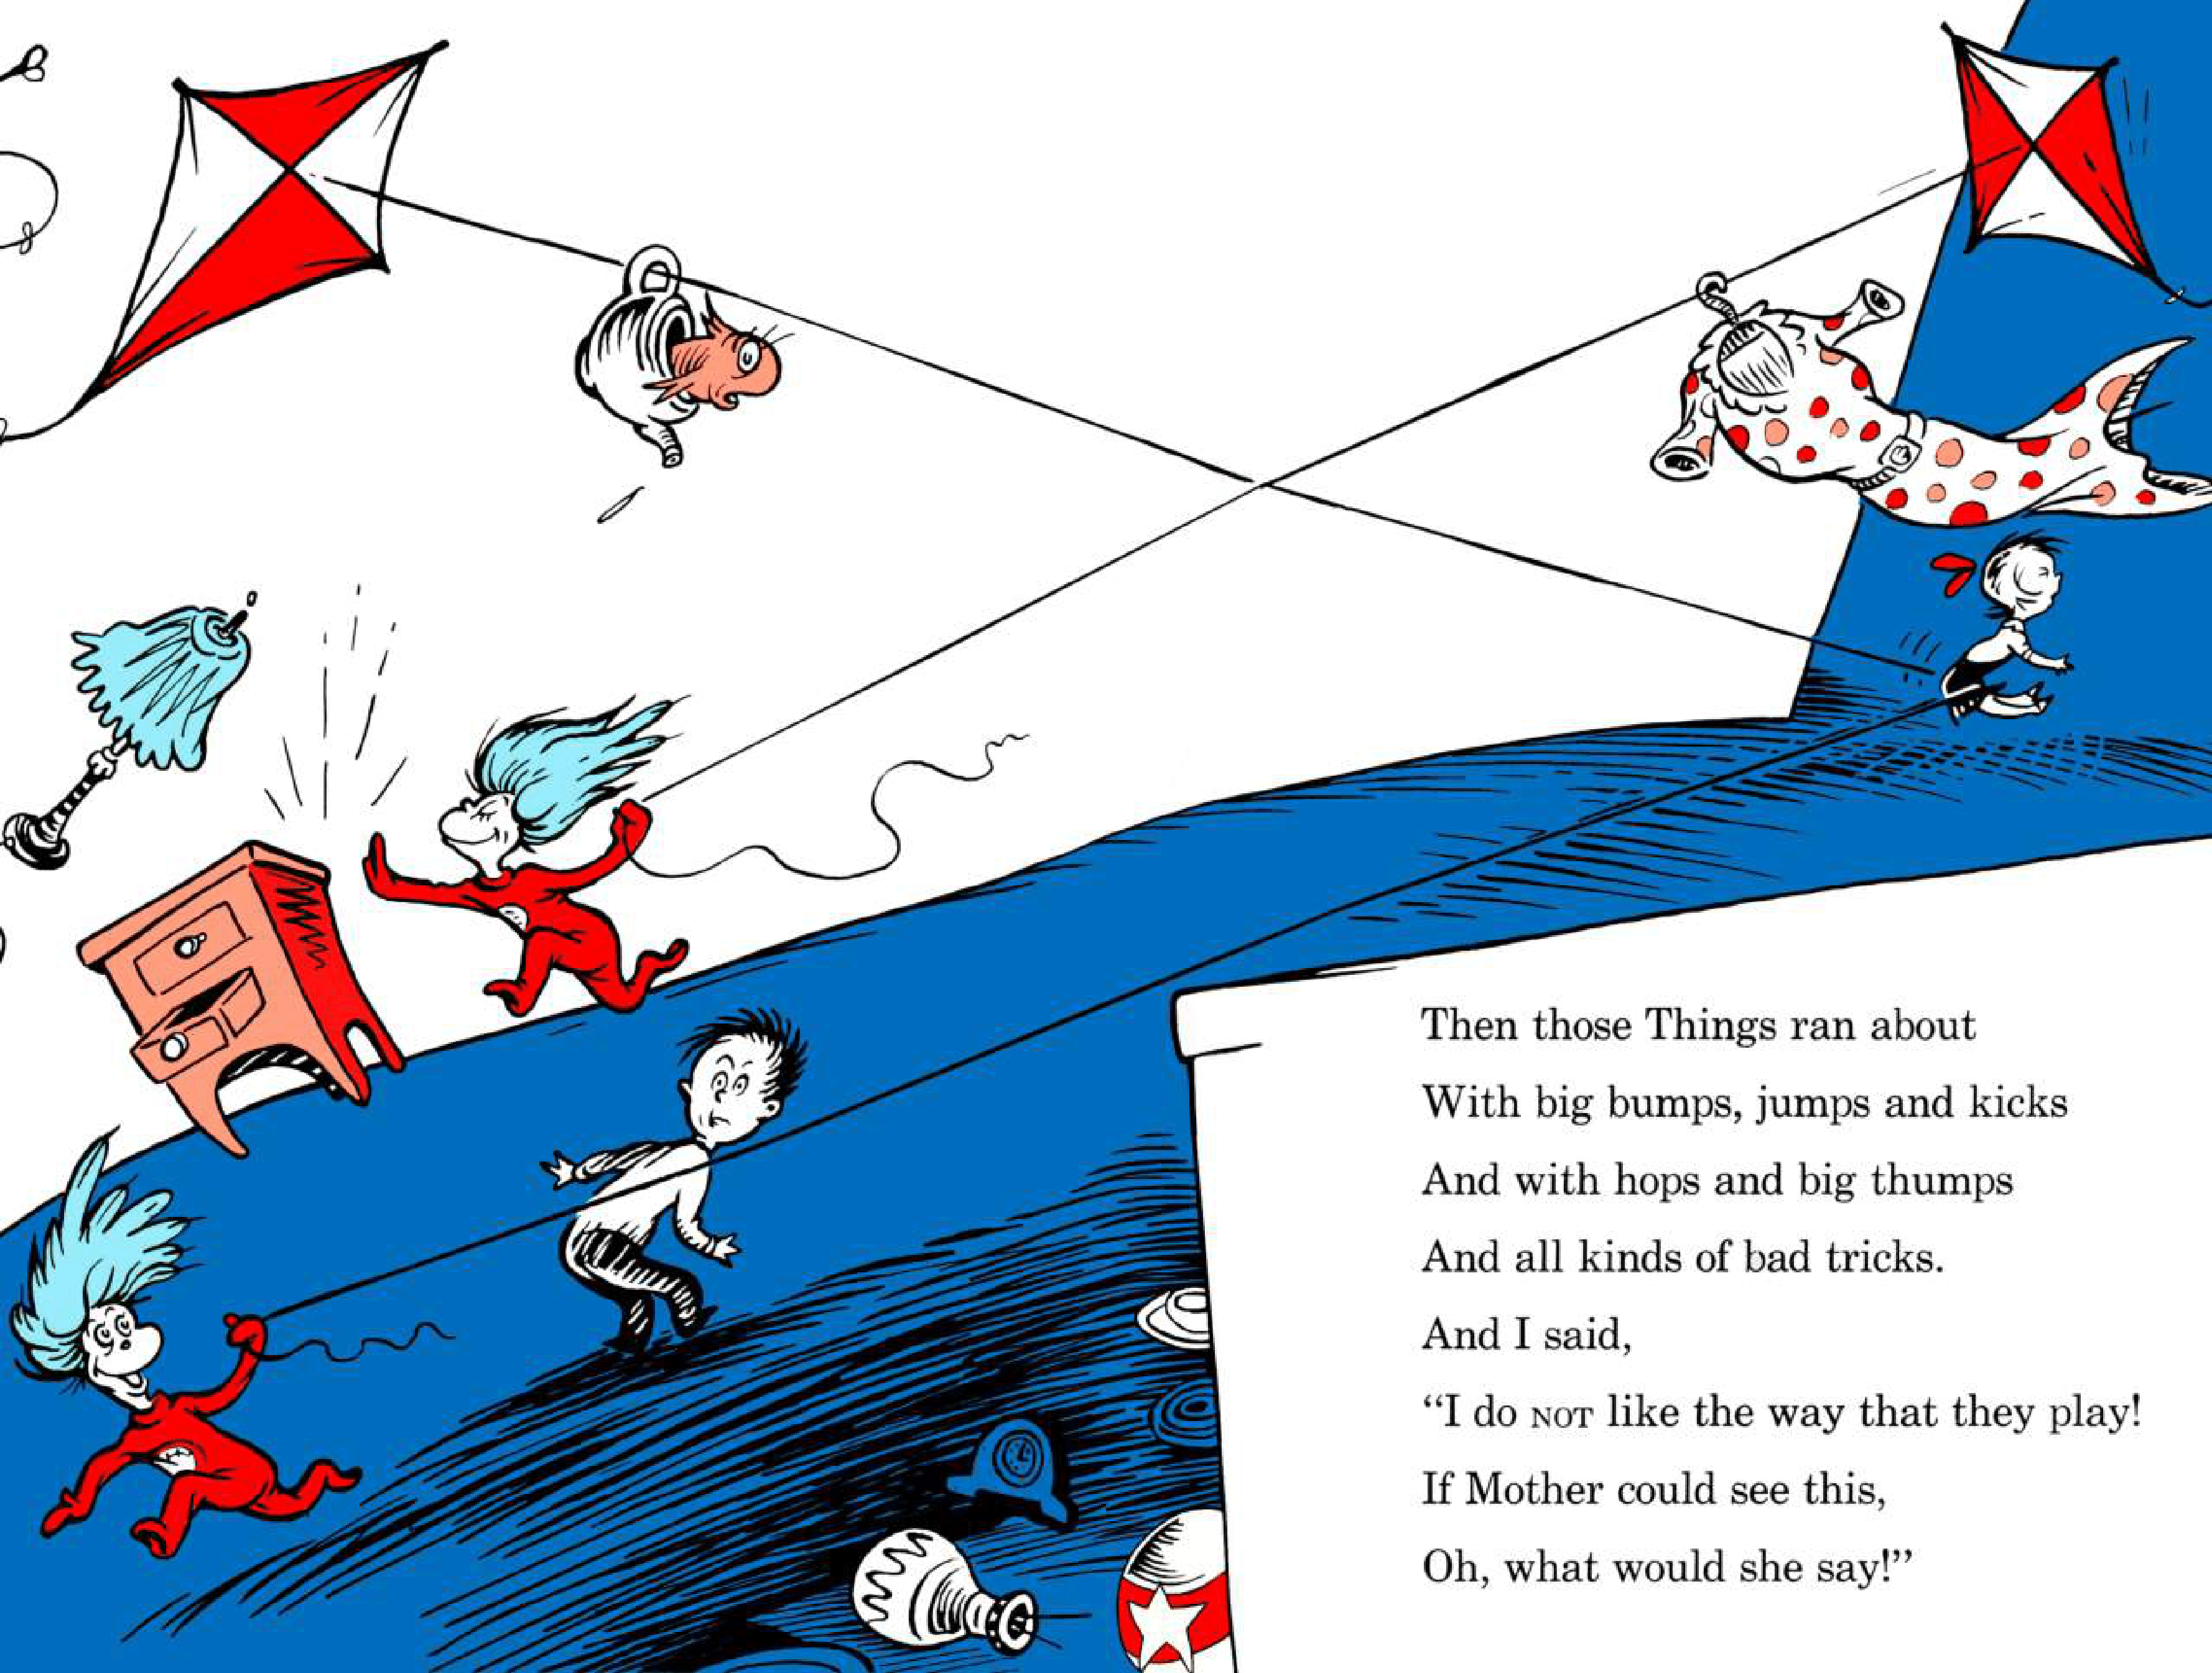 Then those Things ran about
With big bumps, jumps and kicks
And with hops and big thumps
And all kinds of bad tricks.
And I said,
“I do NOT like the way that they play!
If Mother could see this,
Oh, what would she say!”